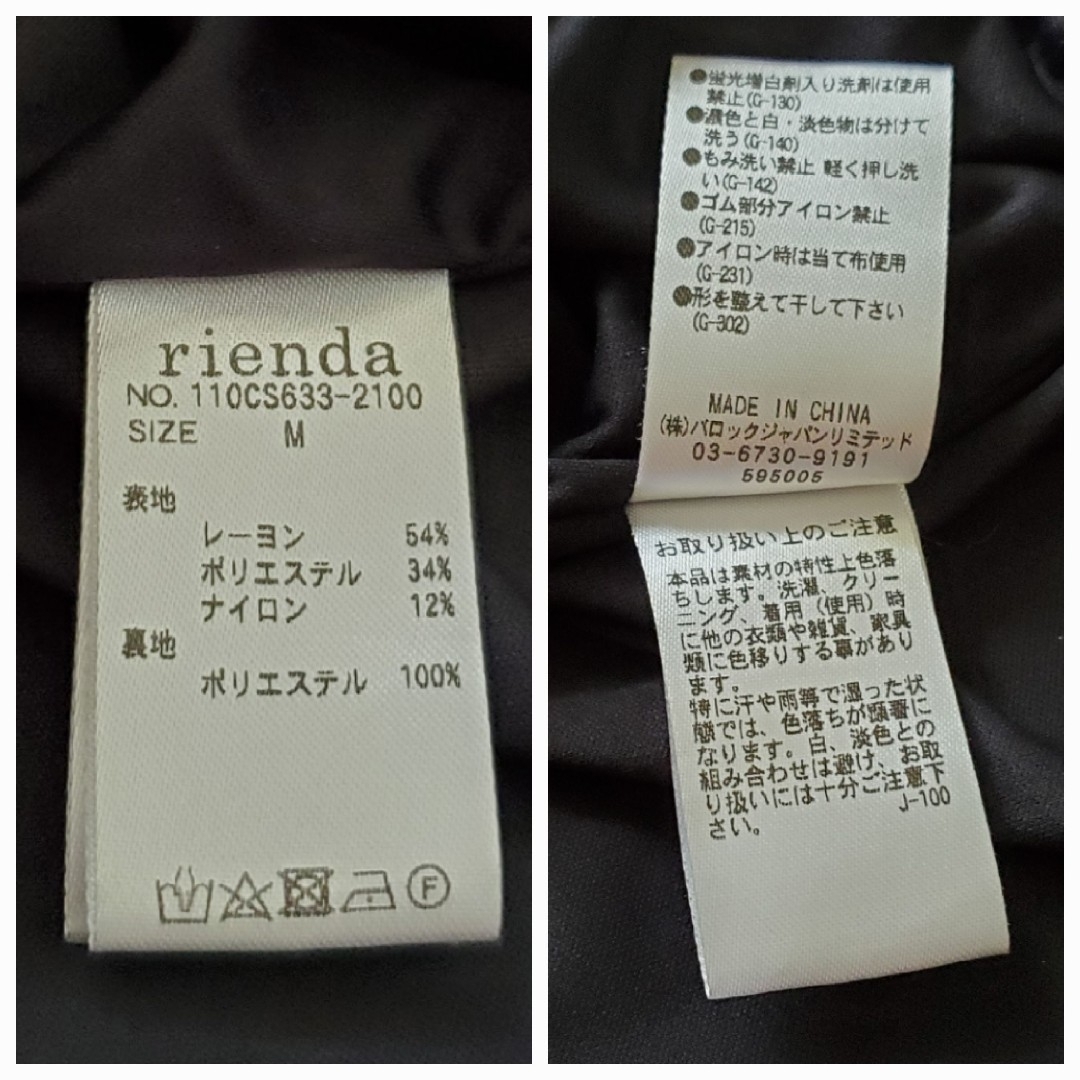 rienda
NO. 110CS633-2100
SIZE M
表地
レーヨン 54%
ポリエステル 34%
ナイロン 12%
裏地
ポリエステル 100%
F
●蛍光増白剤入り洗剤は使用
禁止(G-130)
●濃色と白・淡色物は分けて
洗う(G-140)
●もみ洗い禁止 軽く押し洗
い(G-142)
●ゴム部分アイロン禁止
(G-215)
●アイロン時は当て布使用
(G-231)
●形を整えて干して下さい
(G-302)
MADE IN CHINA
(株)バロックジャパンリミテッド
03-6730-9191
595005
お取り扱い上のご注意
本品は素材の特性上色落
ちします。洗濯、クリー
ニング、着用（使用）時
に他の衣類や雑貨、家具
類に色移りする事があり
ます。
特に汗や雨等で湿った状
態では、色落ちが顕著に
なります。白、淡色との
組み合わせは避け、お取
り扱いには十分ご注意下
さい。
J-100